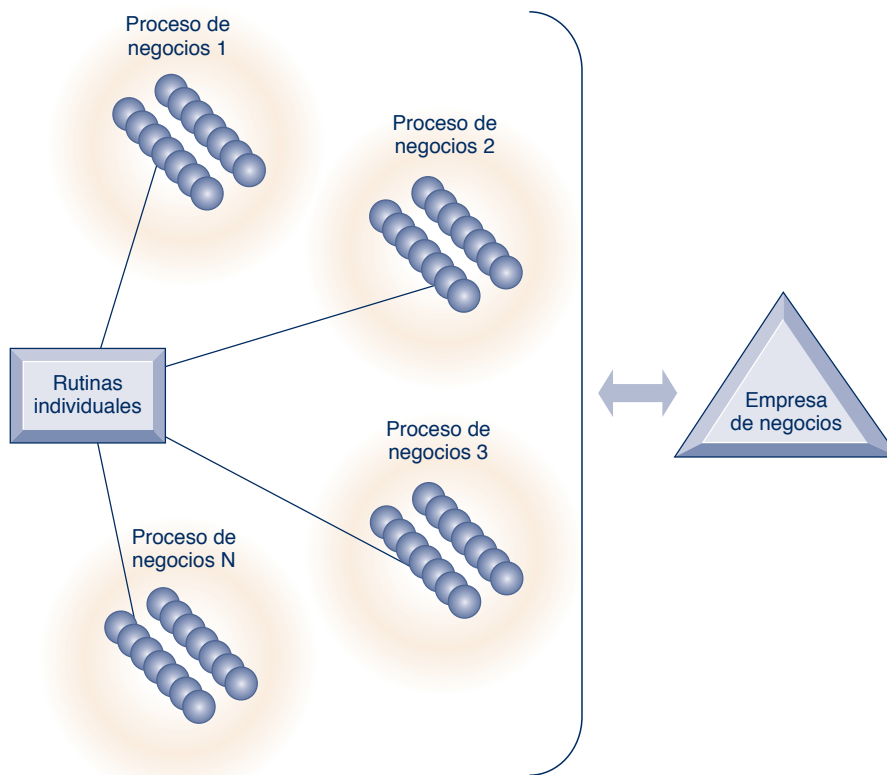 Proceso de
negocios 1
Proceso de
negocios 2
Rutinas
individuales
Proceso de
negocios 3
Proceso de
negocios N
Empresa
de negocios